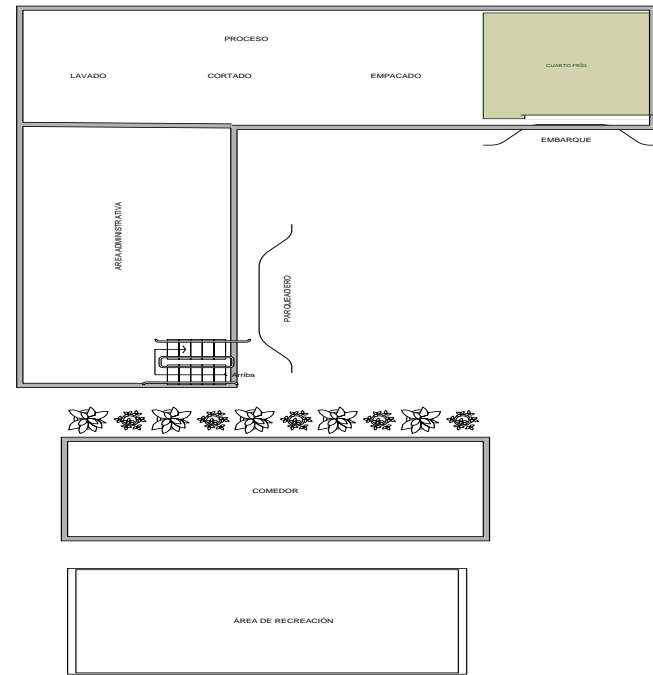 PROCESO
LAVADO
CORTADO
EMPACADO
CUARTO FRÍO
EMBARQUE
AREA ADMINISTRATIVA
PARQUEADERO
Arriba
COMEDOR
ÁREA DE RECREACIÓN